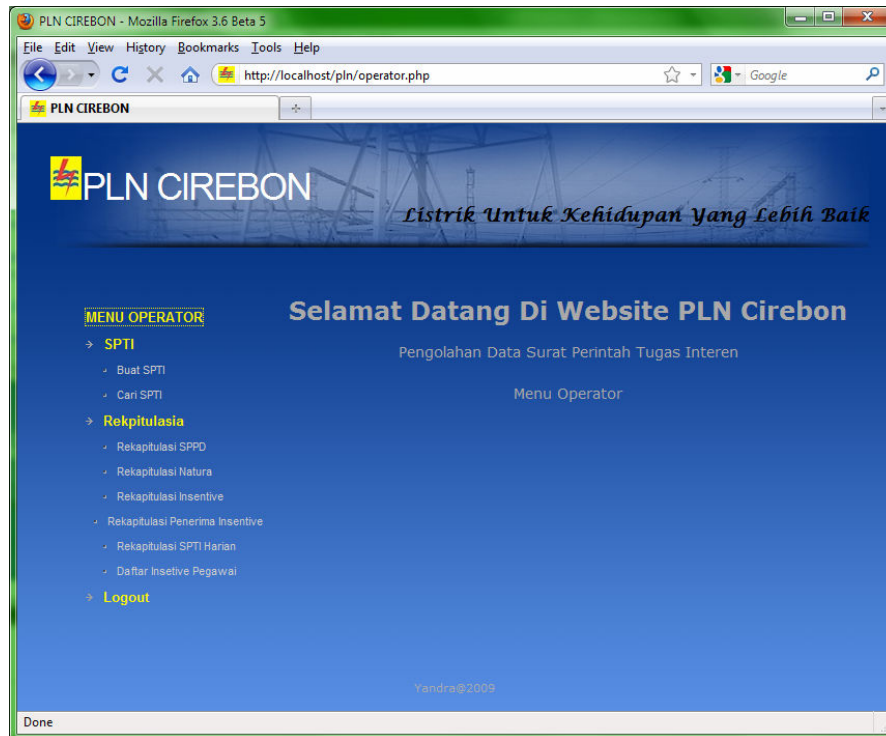 PLN CIREBON - Mozilla Firefox 3.6 Beta 5
File Edit View History Bookmarks Tools Help
http://localhost/pln/operator.php
Google
PLN CIREBON
PLN CIREBON
Listrik Untuk Kehidupan Yang Lebih Baik
MENU OPERATOR
SPTI
Buat SPTI
Cari SPTI
Rekpitulasia
Rekapitulasi SPPD
Rekapitulasi Natura
Rekapitulasi Insentive
Rekapitulasi Penerima Insentive
Rekapitulasi SPTI Harian
Daftar Insetive Pegawai
Logout
Selamat Datang Di Website PLN Cirebon
Pengolahan Data Surat Perintah Tugas Interen
Menu Operator
Yandra@2009
Done